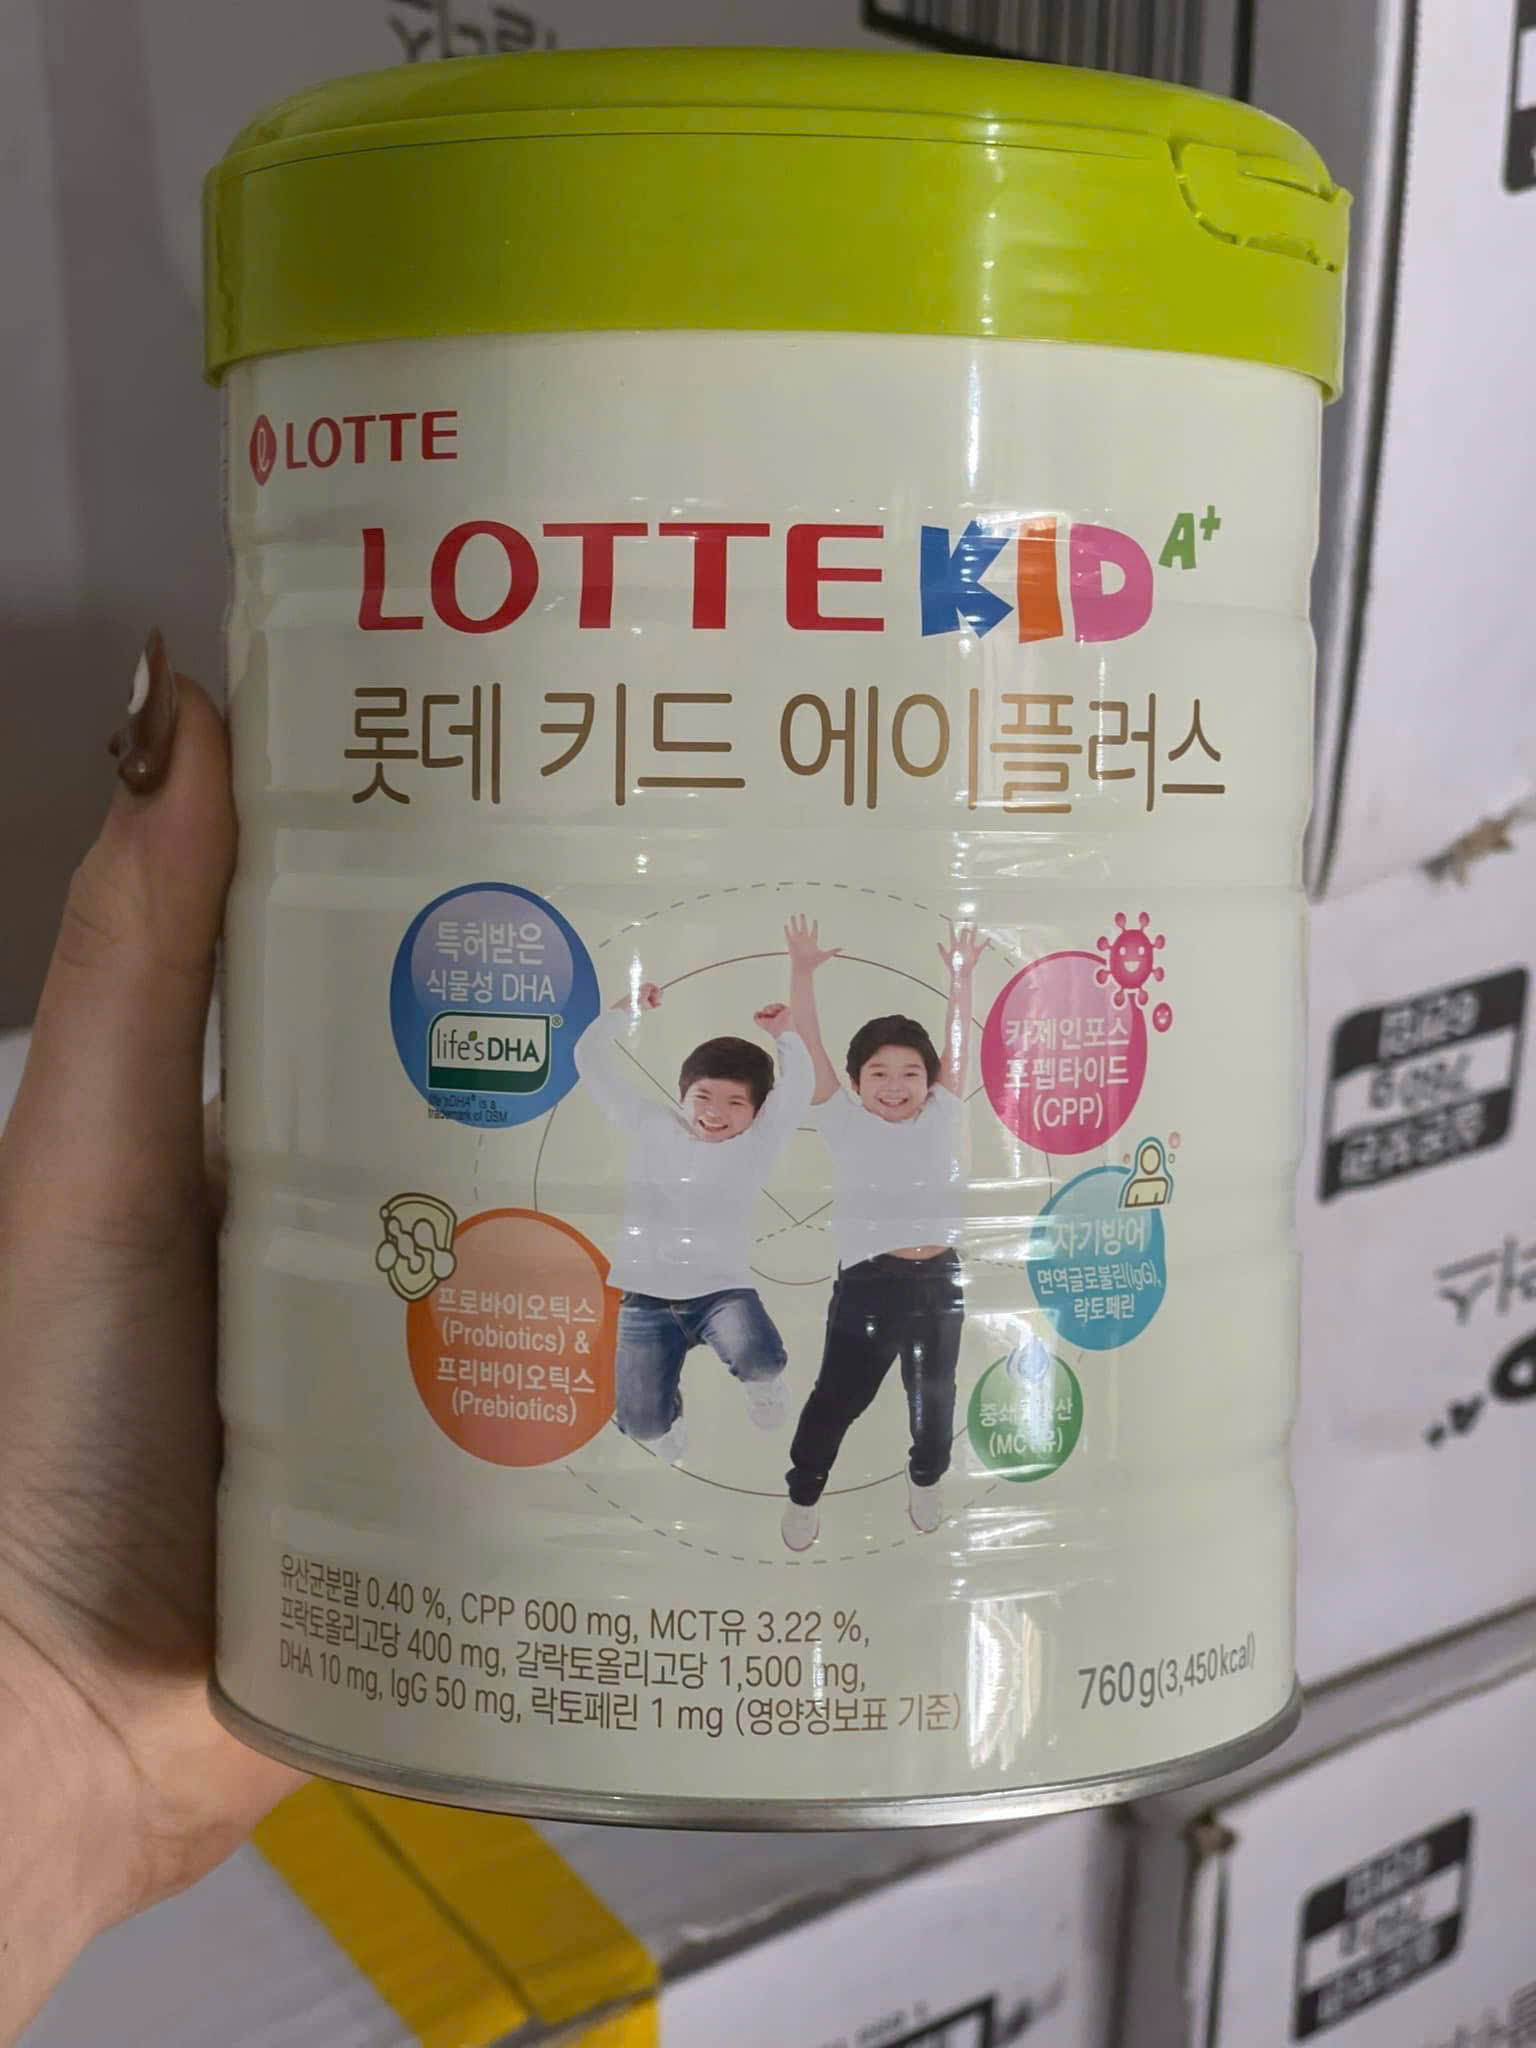 LOTTE
LOTTE KID A+
롯데 키드 에이플러스
특허받은
식물성 DHA
life'sDHA®
life'sDHA® is a
trademark of DSM
카제인포스
포펩타이드
(CPP)
자기방어
면역글로불린(IgG),
락토페린
프로바이오틱스
(Probiotics) &
프리바이오틱스
(Prebiotics)
유산균분말 0.40 %, CPP 600 mg, MCT유 3.22 %,
프락토올리고당 400 mg, 갈락토올리고당 1,500 mg,
DHA 10 mg, IgG 50 mg, 락토페린 1 mg (영양정보표 기준)
760g(3,450kcal)